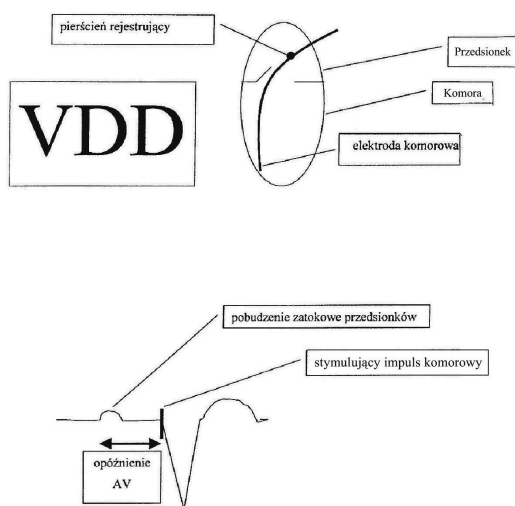 pierścień rejestrujący
Przedsionek
VDD
Komora
elektroda komorowa
pobudzenie zatokowe przedsionków
stymulujący impuls komorowy
opóźnienie
AV